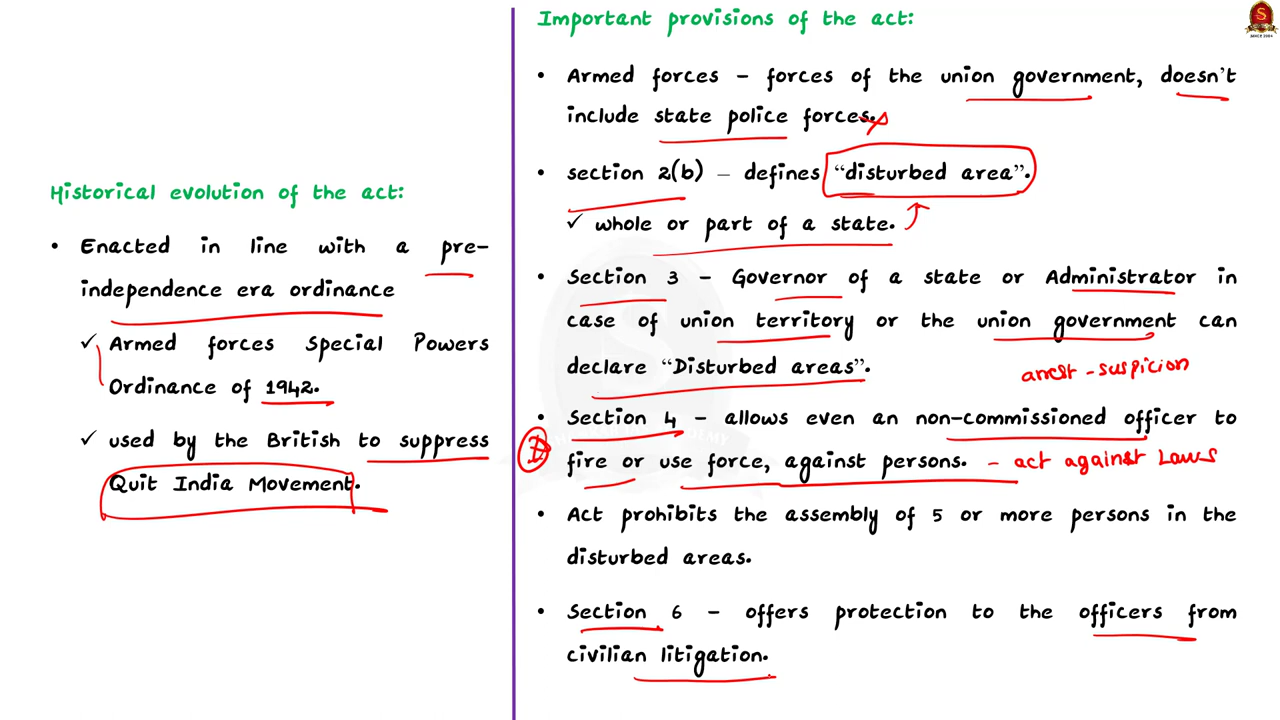 Historical evolution of the act:
• Enacted in line with a pre-
independence era ordinance
✓ Armed forces Special Powers
Ordinance of 1942.
✓ used by the British to suppress
Quit India Movement.
Important provisions of the act:
• Armed forces – forces of the union government, doesn't
include state police forces.
• section 2(b) – defines "disturbed area".
✓ whole or part of a state.
• Section 3 – Governor of a state or Administrator in
case of union territory or the union government can
declare "Disturbed areas".
arrest - suspicion
• Section 4 – allows even an non-commissioned officer to
fire or use force, against persons. - act against Laws
• Act prohibits the assembly of 5 or more persons in the
disturbed areas.
• Section 6 – offers protection to the officers from
civilian litigation.
S
SINCE 2004